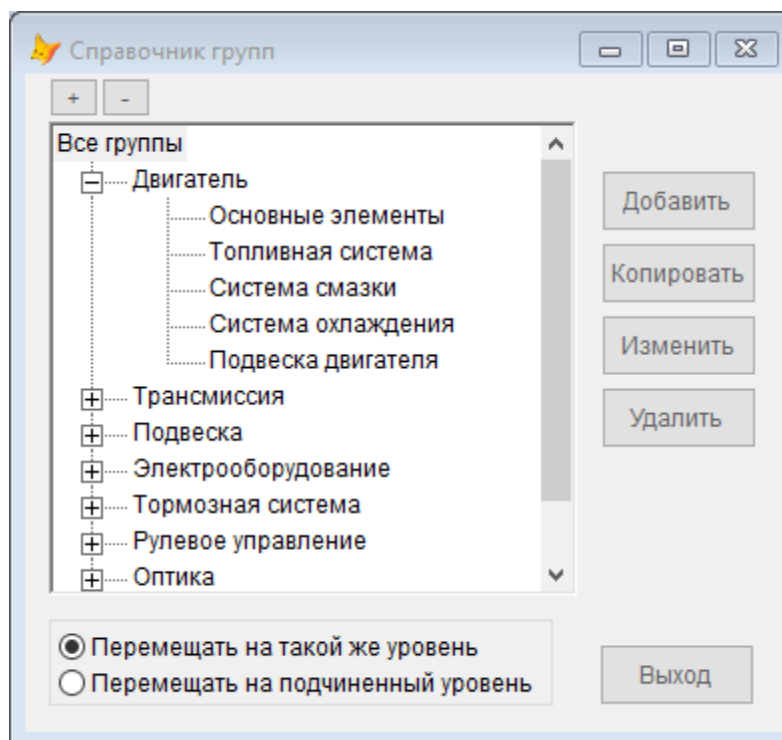 Справочник групп
+ -
Все группы
Двигатель
Основные элементы
Топливная система
Система смазки
Система охлаждения
Подвеска двигателя
Трансмиссия
Подвеска
Электрооборудование
Тормозная система
Рулевое управление
Оптика
Добавить
Копировать
Изменить
Удалить
Перемещать на такой же уровень
Перемещать на подчиненный уровень
Выход